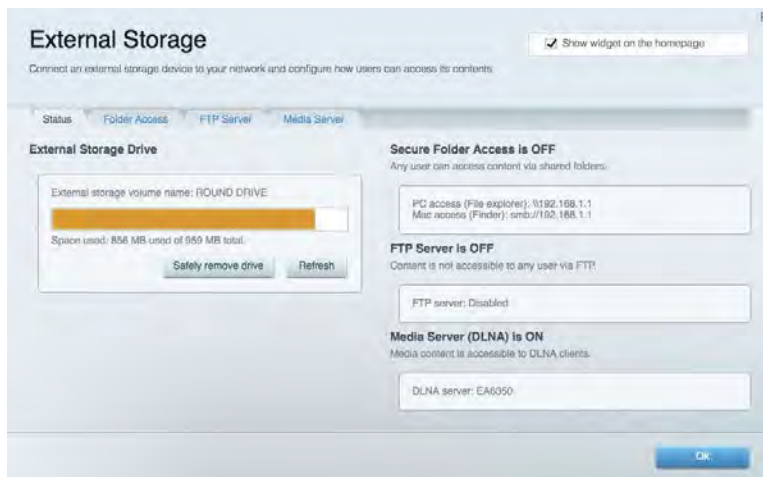 External Storage
Show widget on the homepage
Connect an external storage device to your network and configure how users can access its contents.
Status
Folder Access
FTP Server
Media Server
External Storage Drive
External storage volume name: ROUND DRIVE
Space used: 856 MB used of 959 MB total.
Safely remove drive
Refresh
Secure Folder Access is OFF
Any user can access content via shared folders.
PC access (File explorer): \\192.168.1.1
Mac access (Finder): smb://192.168.1.1
FTP Server is OFF
Content is not accessible to any user via FTP.
FTP server: Disabled
Media Server (DLNA) is ON
Media content is accessible to DLNA clients.
DLNA server: EA6350
Ok